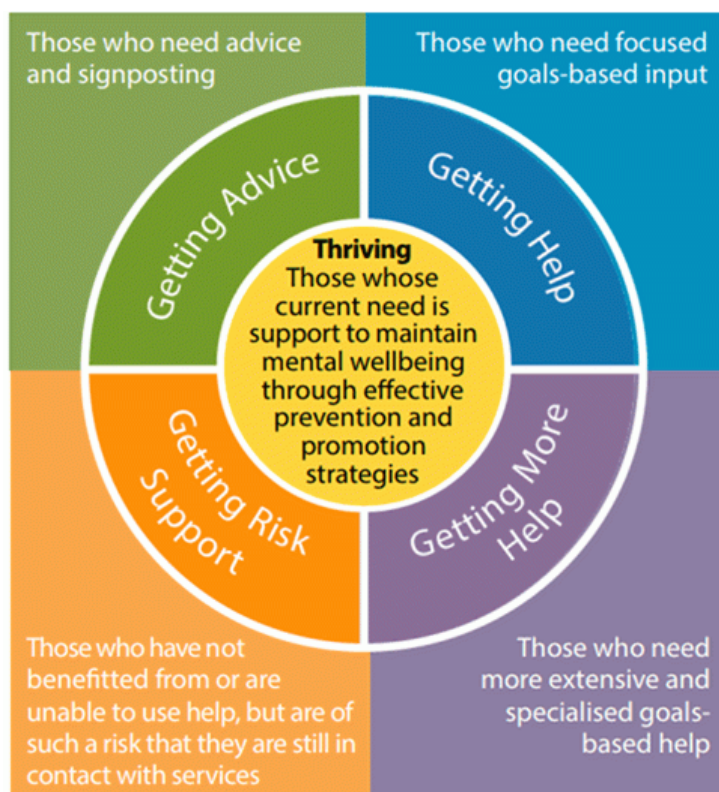 Those who need advice
and signposting
Those who need focused
goals-based input
Getting Advice
Getting Help
Thriving
Those whose
current need is
support to maintain
mental wellbeing
through effective
prevention and
promotion
strategies
Getting Risk
Support
Getting More
Help
Those who have not
benefitted from or are
unable to use help, but are of
such a risk that they are still in
contact with services
Those who need
more extensive and
specialised goals-
based help